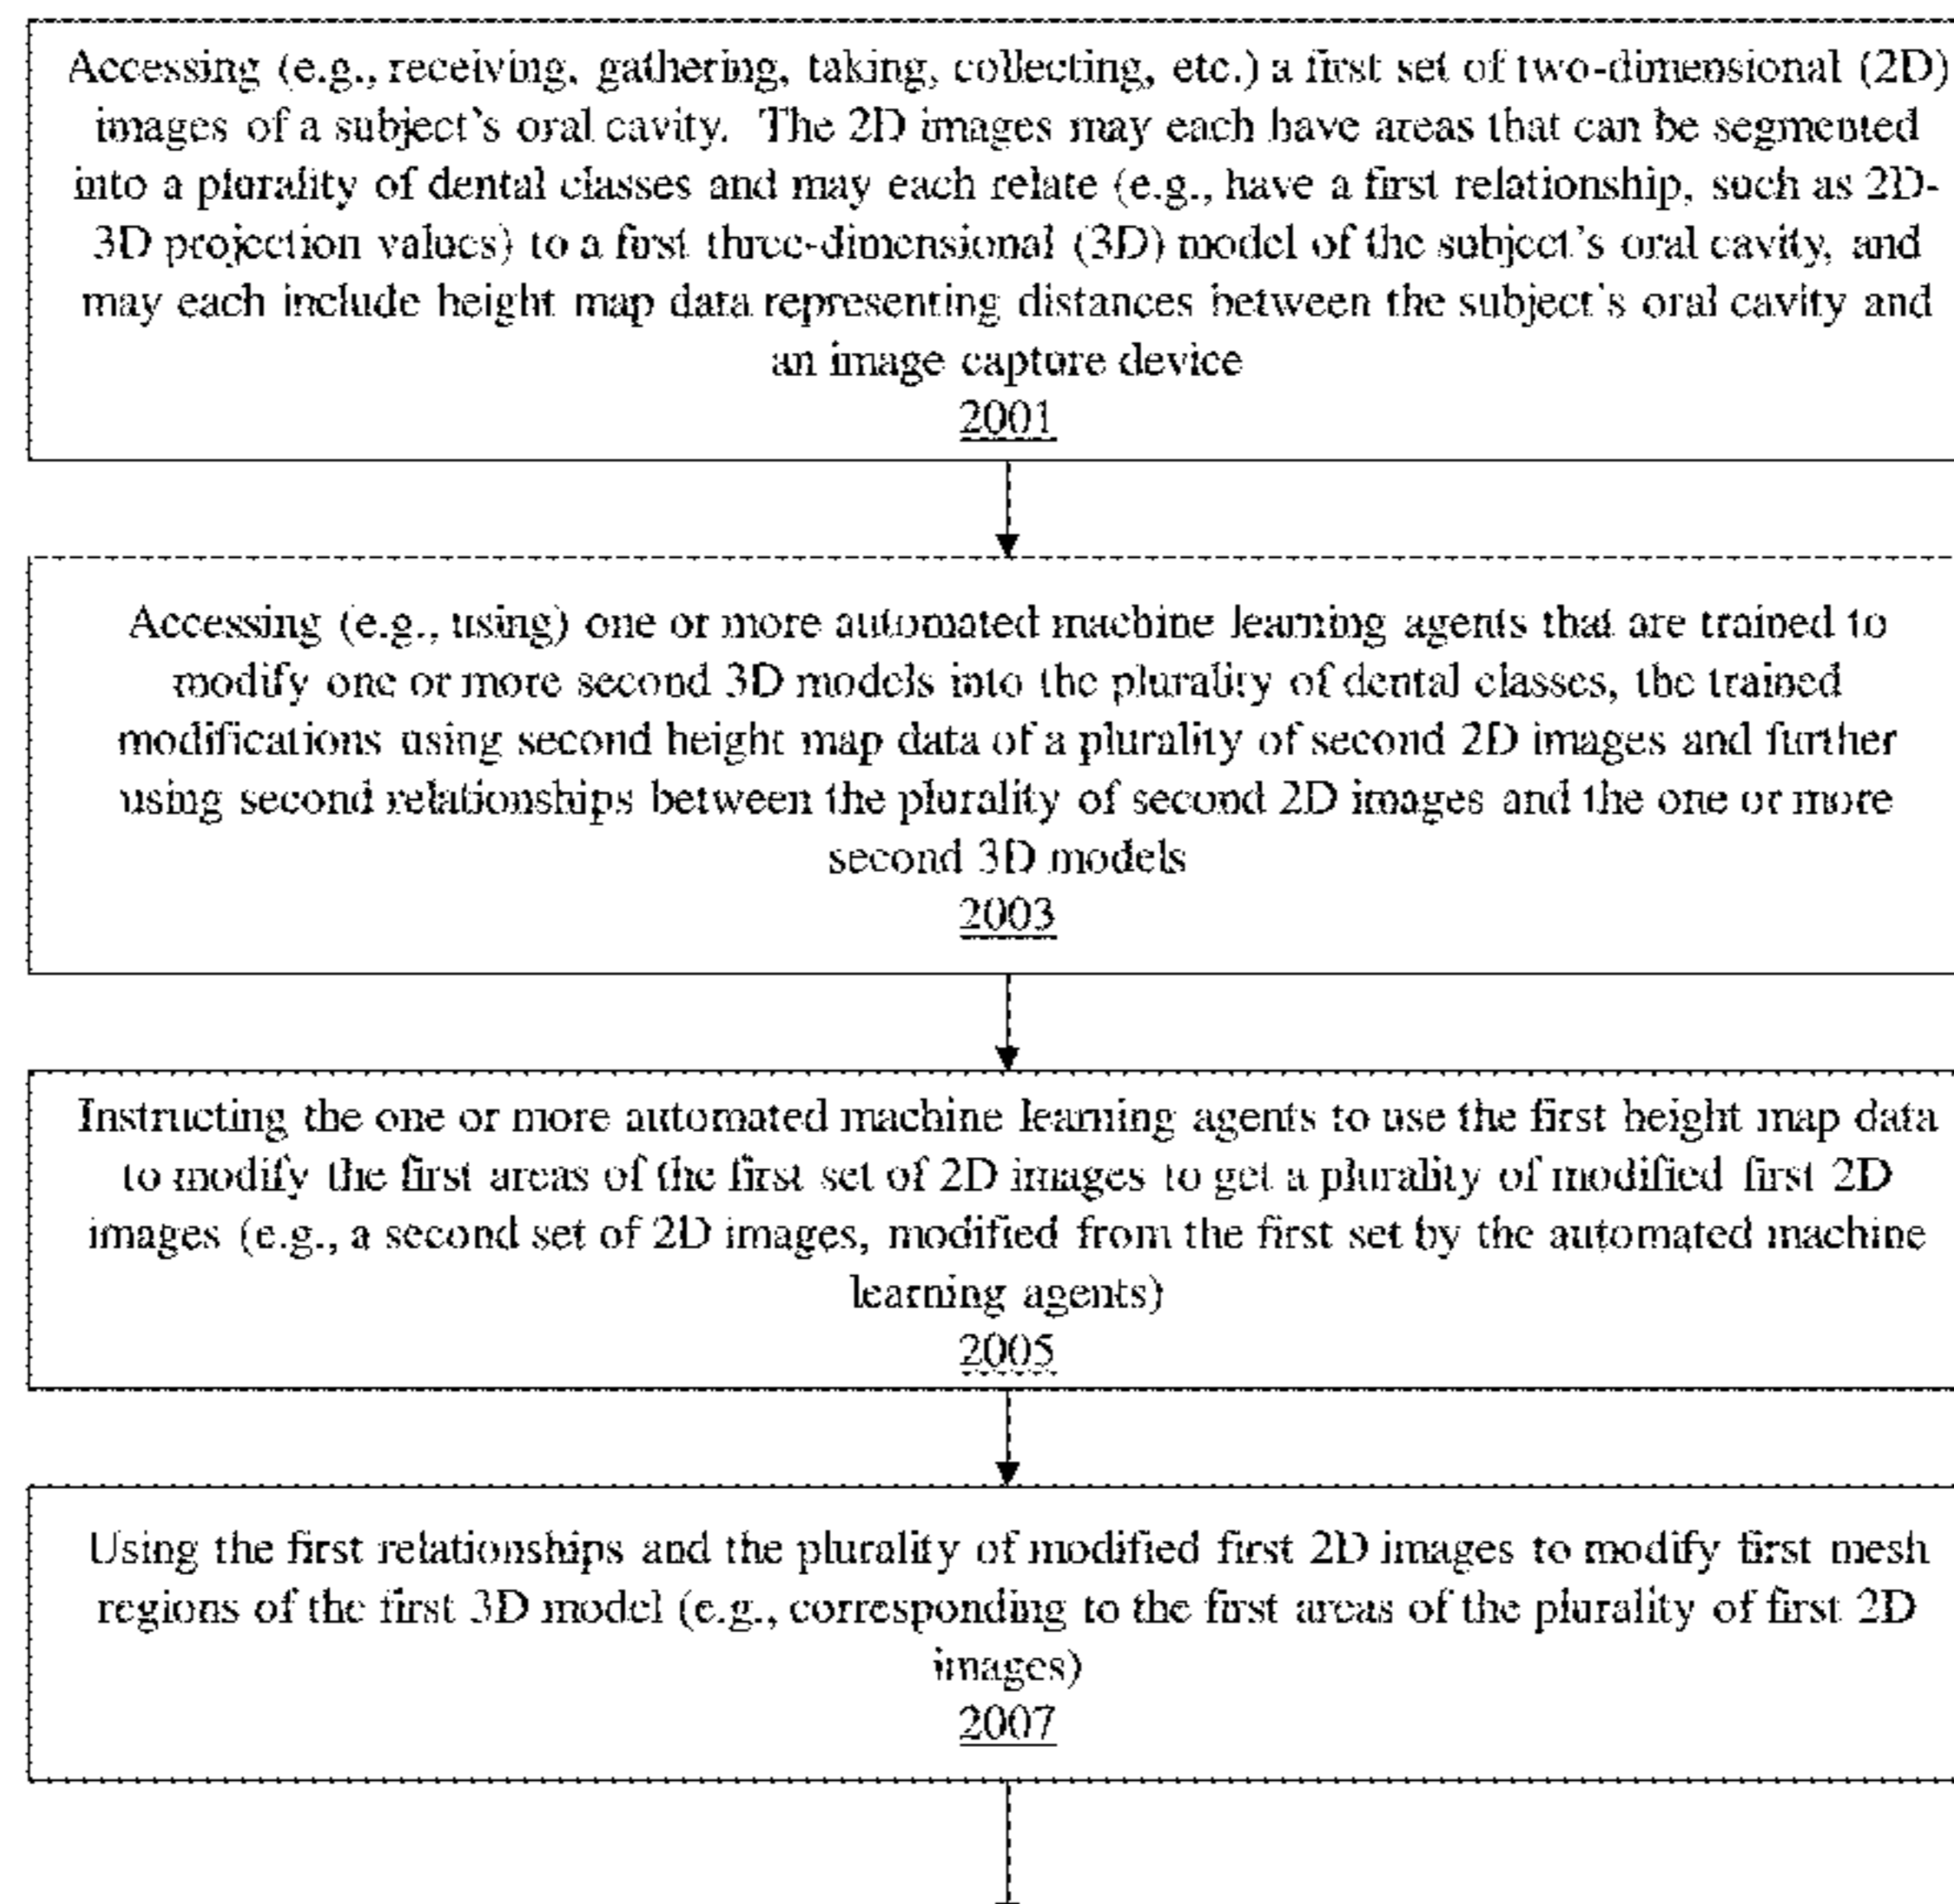 Accessing (e.g., receiving, gathering, taking, collecting, etc.) a first set of two-dimensional (2D)
images of a subject's oral cavity. The 2D images may each have areas that can be segmented
into a plurality of dental classes and may each relate (e.g., have a first relationship, such as 2D-
3D projection values) to a first three-dimensional (3D) model of the subject's oral cavity, and
may each include height map data representing distances between the subject's oral cavity and
an image capture device
2001
Accessing (e.g., using) one or more automated machine learning agents that are trained to
modify one or more second 3D models into the plurality of dental classes, the trained
modifications using second height map data of a plurality of second 2D images and further
using second relationships between the plurality of second 2D images and the one or more
second 3D models
2003
Instructing the one or more automated machine learning agents to use the first height map data
to modify the first areas of the first set of 2D images to get a plurality of modified first 2D
images (e.g., a second set of 2D images, modified from the first set by the automated machine
learning agents)
2005
Using the first relationships and the plurality of modified first 2D images to modify first mesh
regions of the first 3D model (e.g., corresponding to the first areas of the plurality of first 2D
images)
2007